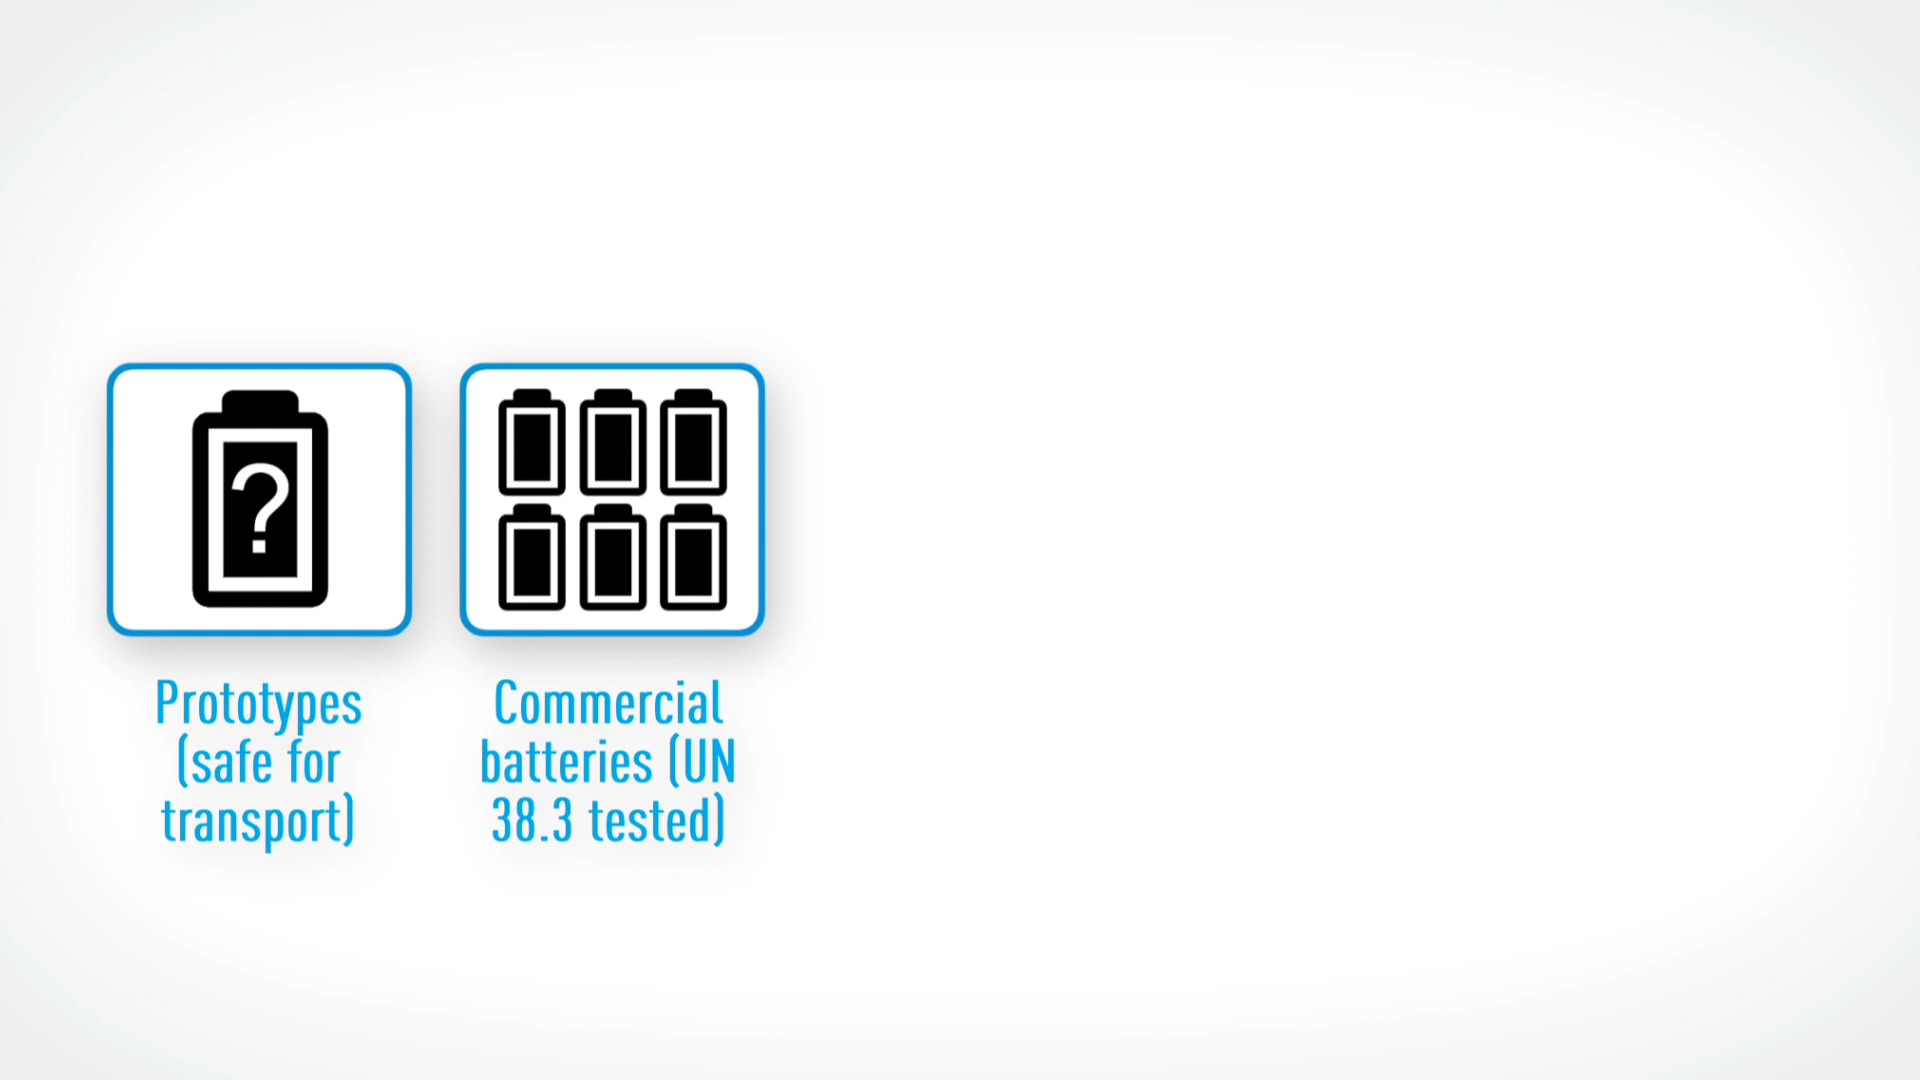 ?
Prototypes
(safe for
transport)
Commercial
batteries (UN
38.3 tested)